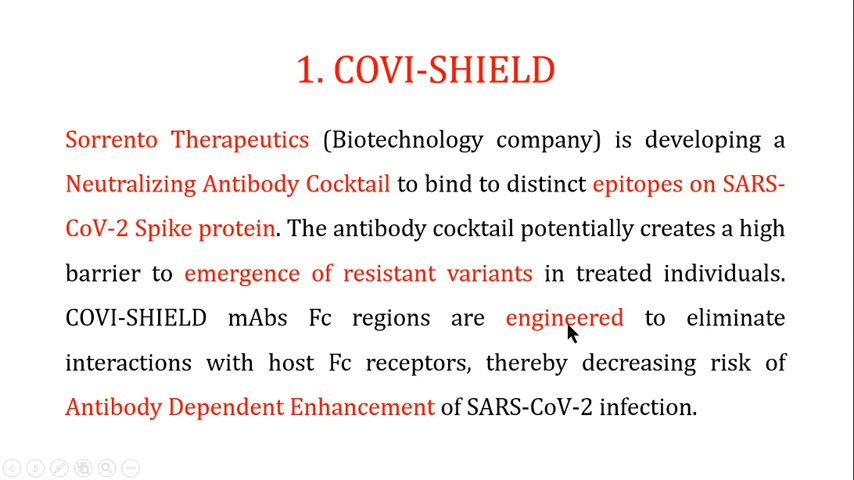 1. COVI-SHIELD
Sorrento Therapeutics (Biotechnology company) is developing a
Neutralizing Antibody Cocktail to bind to distinct epitopes on SARS-
CoV-2 Spike protein. The antibody cocktail potentially creates a high
barrier to emergence of resistant variants in treated individuals.
COVI-SHIELD mAbs Fc regions are engineered to eliminate
interactions with host Fc receptors, thereby decreasing risk of
Antibody Dependent Enhancement of SARS-CoV-2 infection.